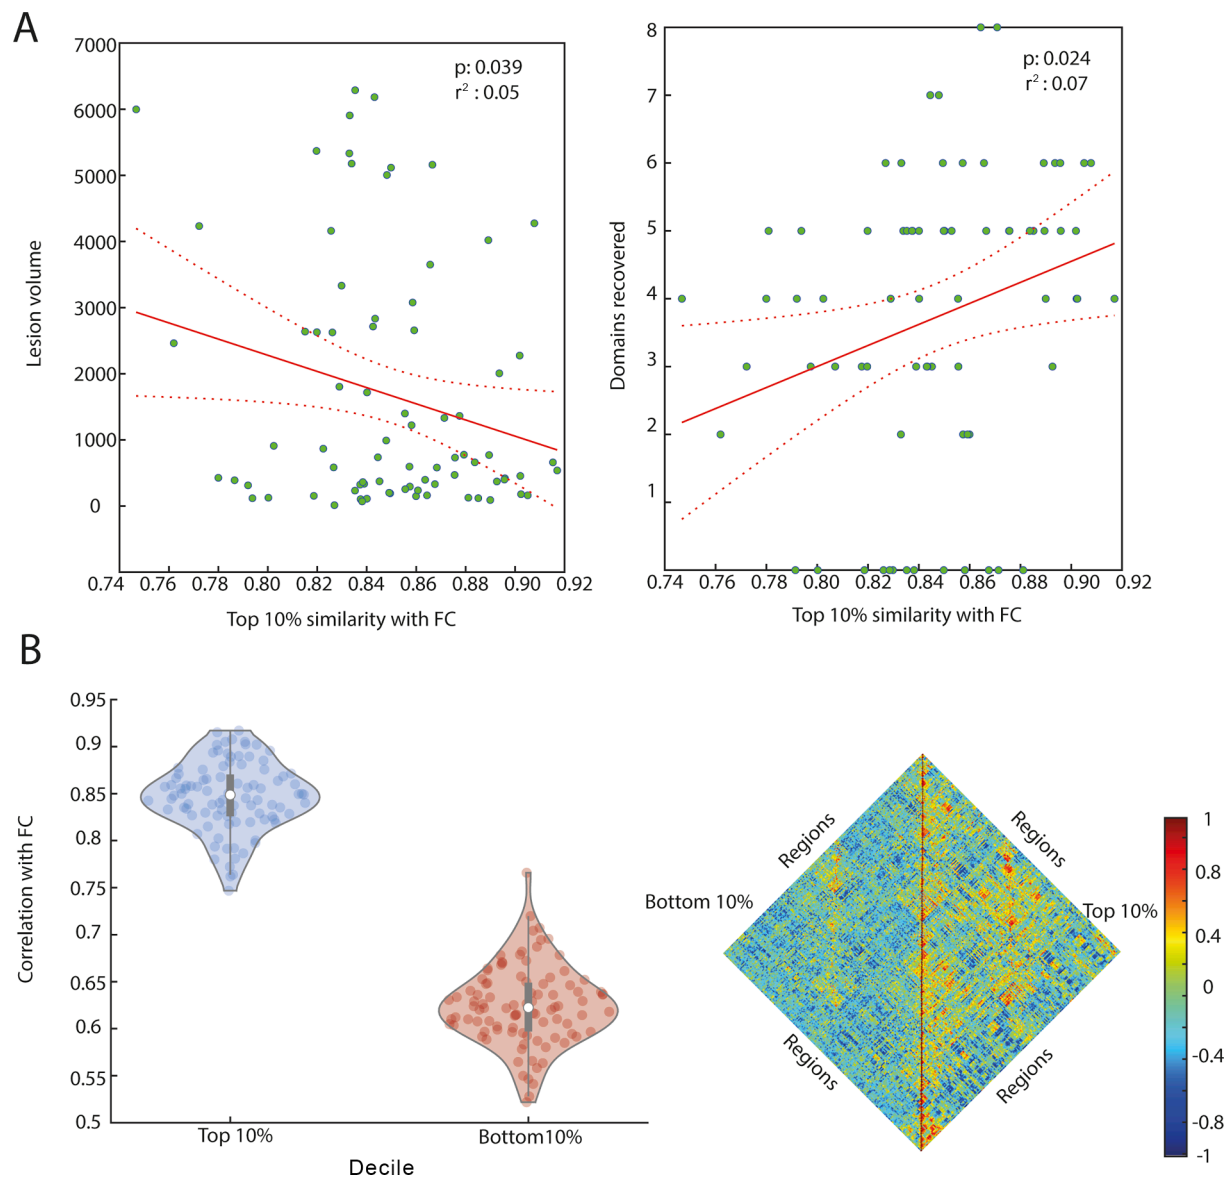 A
7000
6000
5000
4000
3000
2000
1000
0
Lesion volume
p: 0.039
r² : 0.05
0.74 0.76 0.78 0.80 0.82 0.84 0.86 0.88 0.90 0.92
Top 10% similarity with FC
8
7
6
5
4
3
2
1
Domains recovered
p: 0.024
r² : 0.07
0.74 0.76 0.78 0.80 0.82 0.84 0.86 0.88 0.90 0.92
Top 10% similarity with FC
B
0.95
0.9
0.85
0.8
0.75
0.7
0.65
0.6
0.55
0.5
Correlation with FC
Top 10%
Bottom10%
Decile
Regions
Regions
Bottom 10%
Top 10%
Regions
Regions
1
0.8
0.4
0
-0.4
-0.8
-1